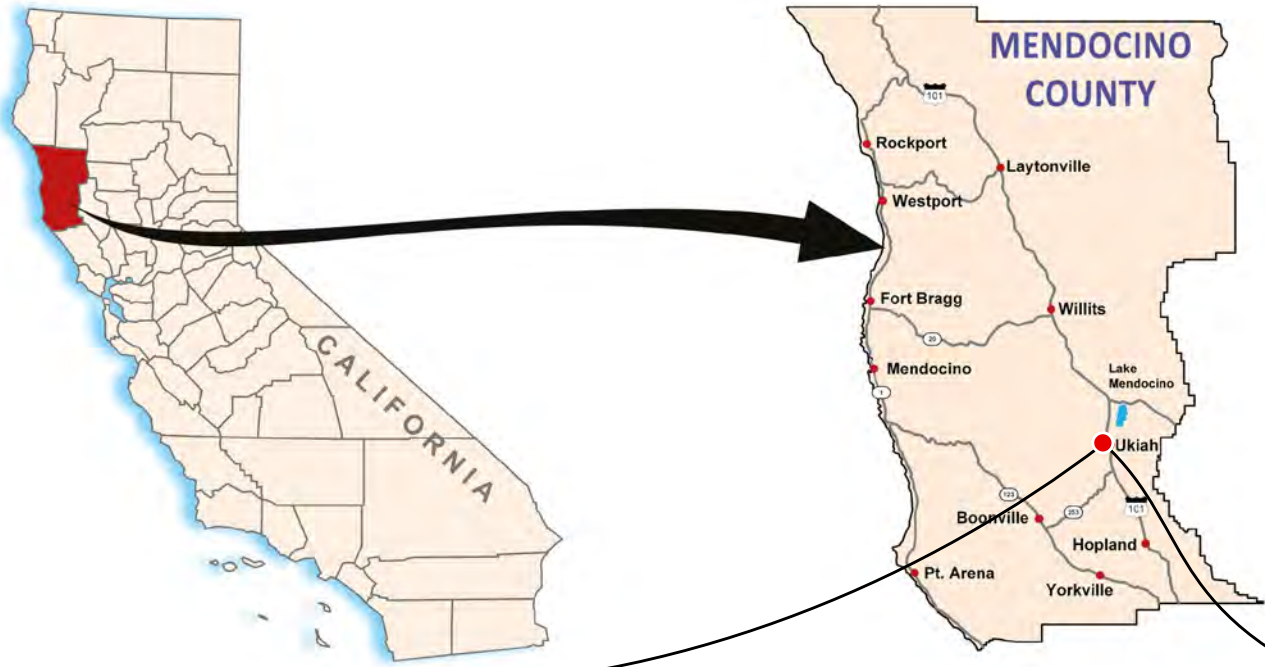 MENDOCINO
COUNTY
101
Rockport
Laytonville
Westport
Fort Bragg
Willits
20
Mendocino
Lake
Mendocino
1
Ukiah
CALIFORNIA
253
101
Boonville
Hopland
Pt. Arena
Yorkville